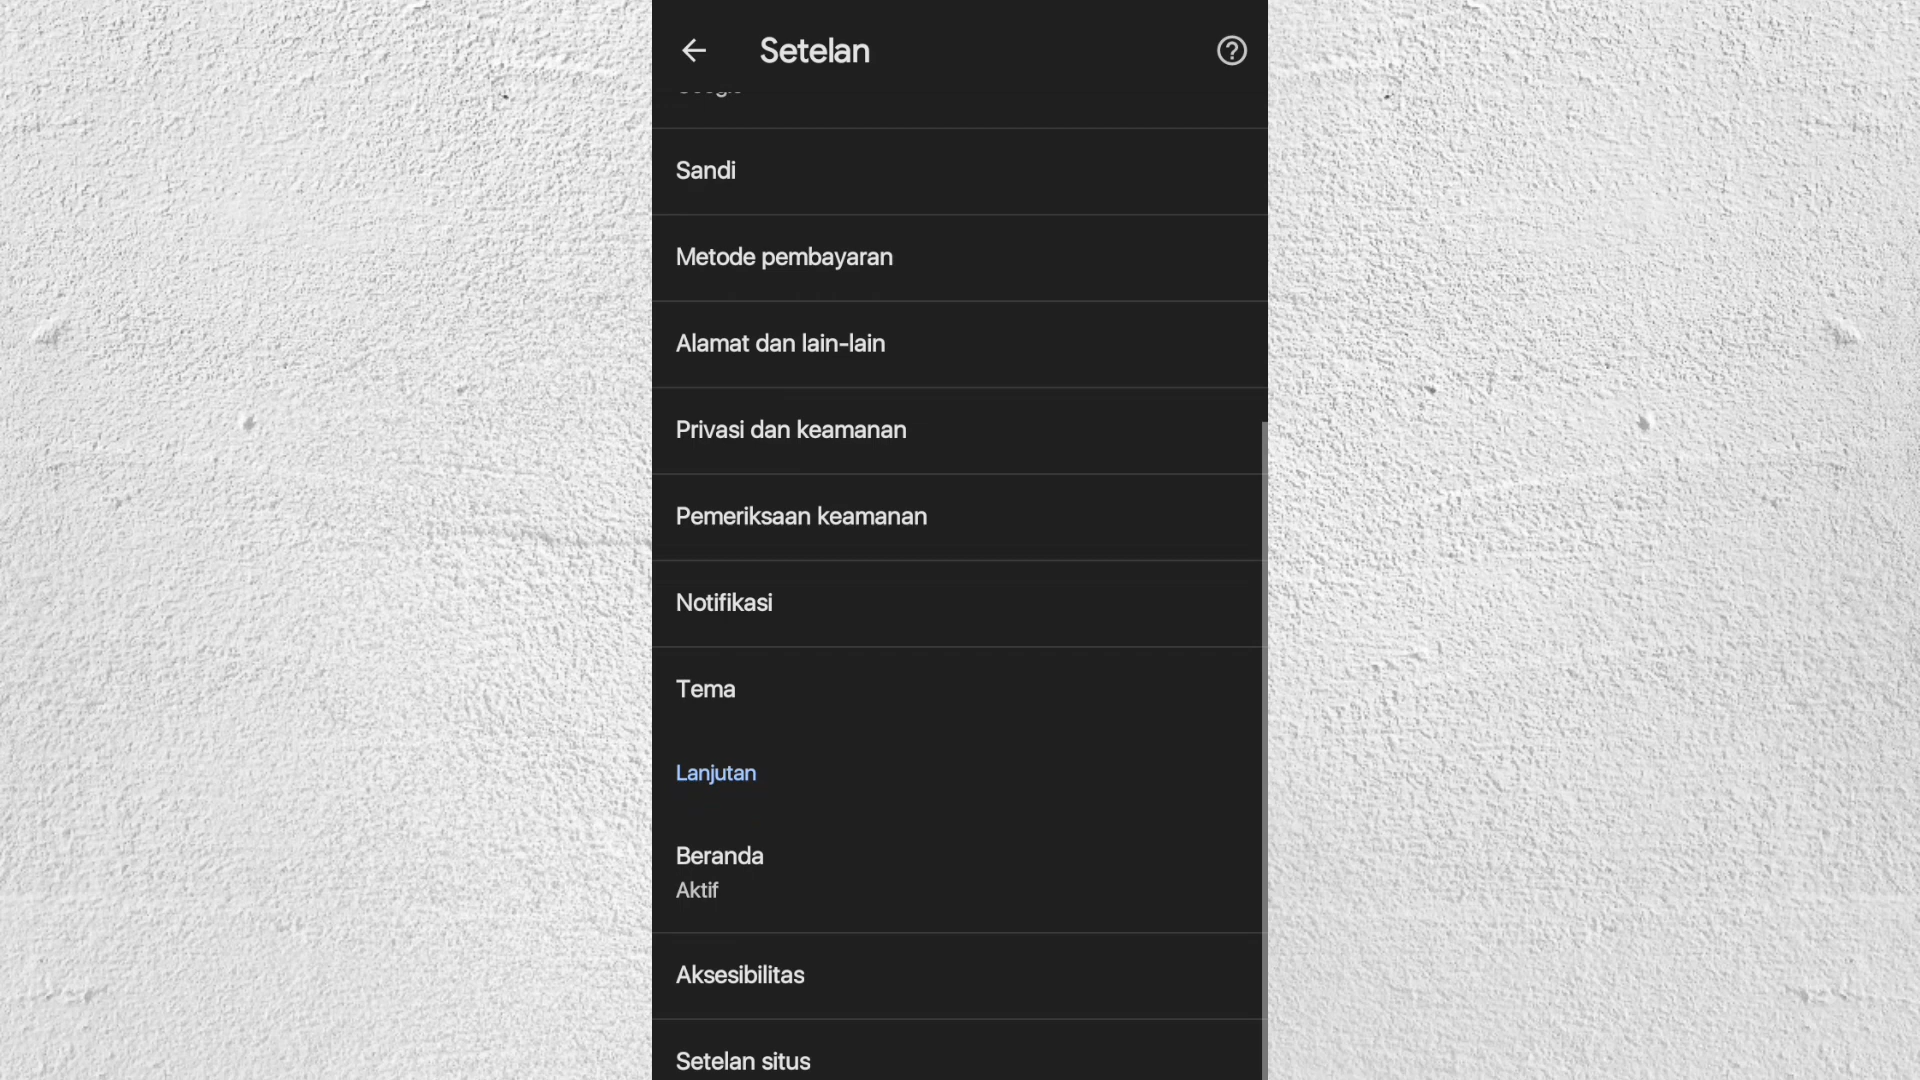 Setelan
Sandi
Metode pembayaran
Alamat dan lain-lain
Privasi dan keamanan
Pemeriksaan keamanan
Notifikasi
Tema
Lanjutan
Beranda
Aktif
Aksesibilitas
Setelan situs